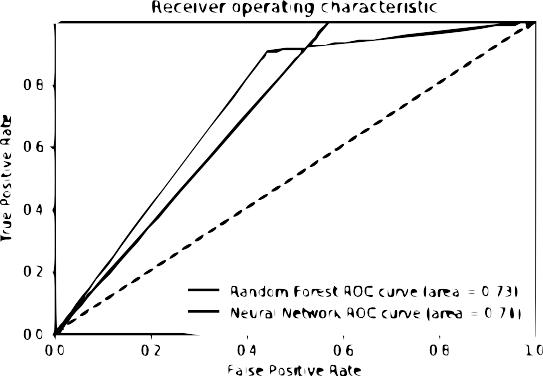 Receiver operating characteristic
True Positive Rate
0.8
0.6
0.4
0.2
0.0
0.0 0.2 0.4 0.6 0.8 1.0
False Positive Rate
Random Forest ROC curve (area = 0.73)
Neural Network ROC curve (area = 0.71)